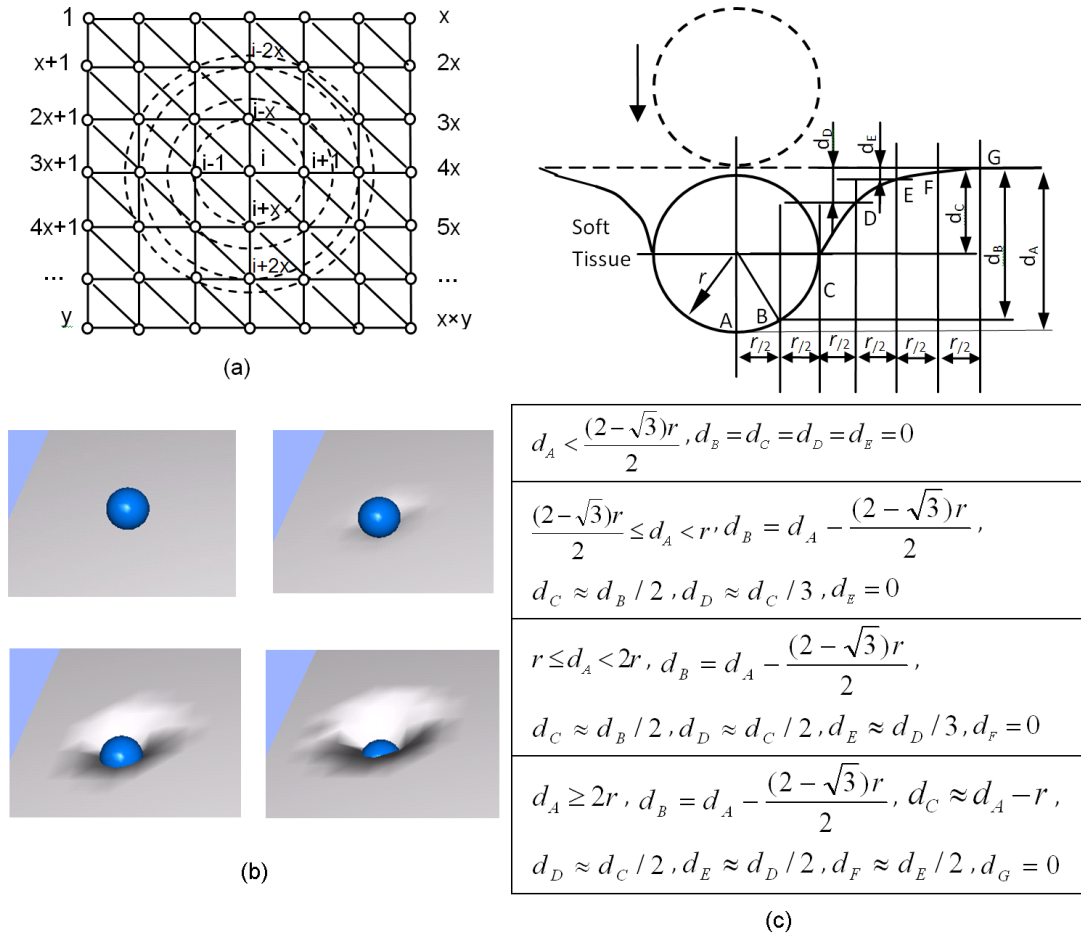 1 x
x+1 i-2x 2x
2x+1 i-x 3x
3x+1 i-1 i i+1 4x
4x+1 i+x 5x
... i+2x ...
y x×y
(a)
d_D d_E G
E F
D
d_C
Soft d_B d_A
Tissue r C
A B
r/2 r/2 r/2 r/2 r/2 r/2
(b)
d_A < (2-√3)r/2, d_B = d_C = d_D = d_E = 0
(2-√3)r/2 ≤ d_A < r, d_B = d_A - (2-√3)r/2,
d_C ≈ d_B / 2, d_D ≈ d_C / 3, d_E = 0
r ≤ d_A < 2r, d_B = d_A - (2-√3)r/2,
d_C ≈ d_B / 2, d_D ≈ d_C / 2, d_E ≈ d_D / 3, d_F = 0
d_A ≥ 2r, d_B = d_A - (2-√3)r/2, d_C ≈ d_A - r,
d_D ≈ d_C / 2, d_E ≈ d_D / 2, d_F ≈ d_E / 2, d_G = 0
(c)